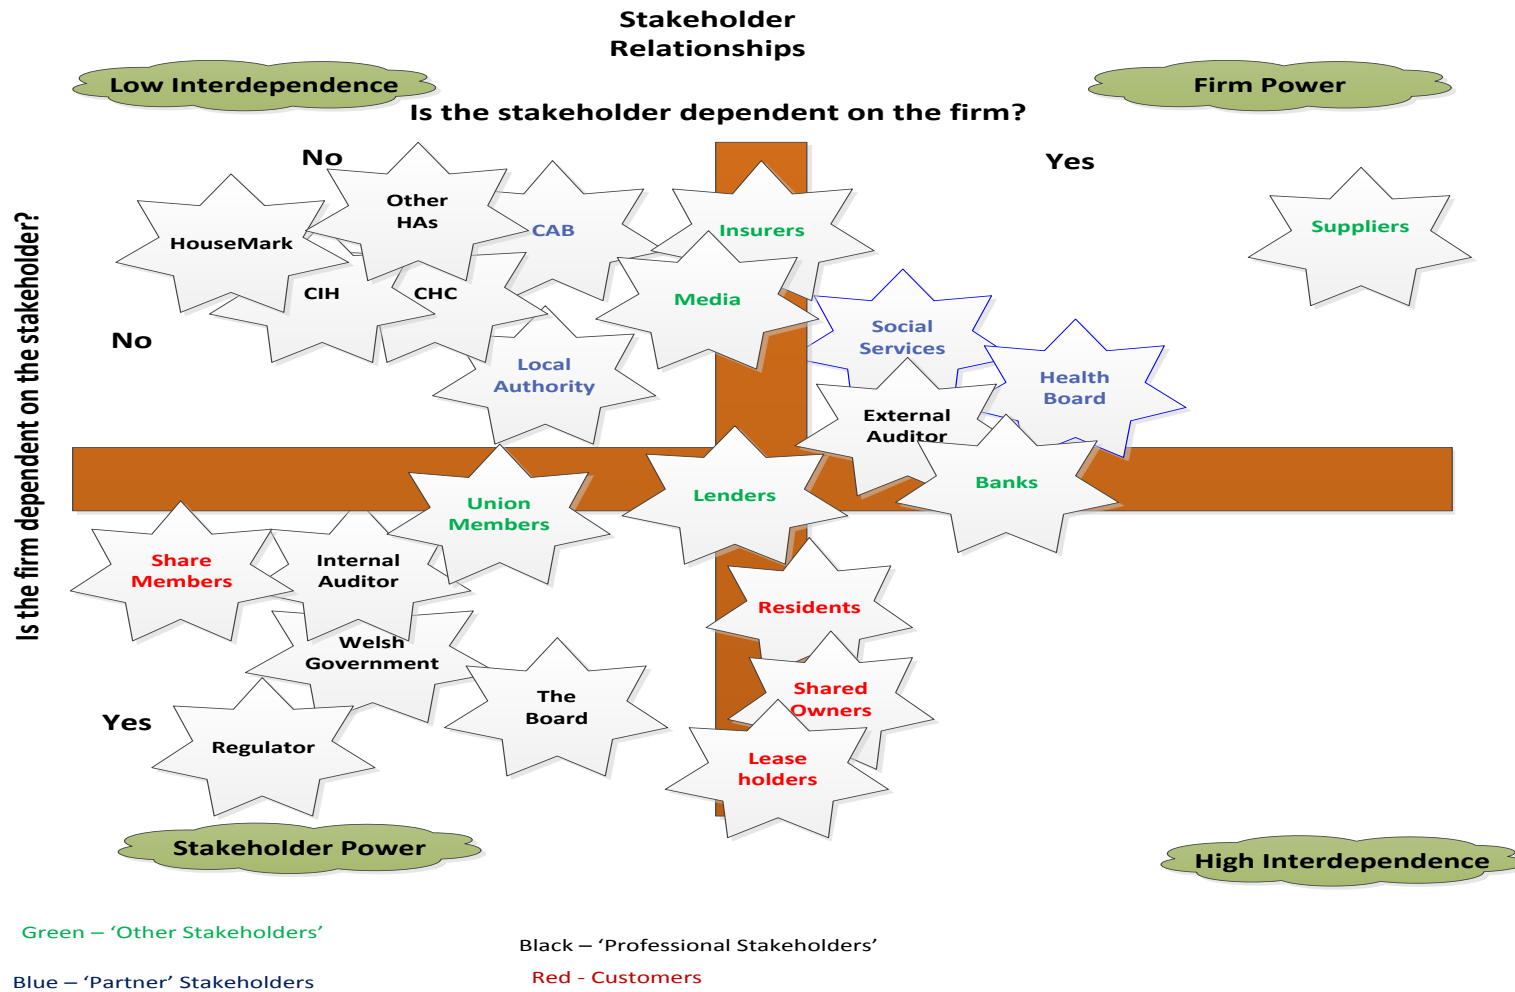 Stakeholder
Relationships
Low Interdependence
Firm Power
Is the stakeholder dependent on the firm?
No
Yes
Is the firm dependent on the stakeholder?
Other
HAs
HouseMark
CAB
Insurers
Suppliers
CIH
CHC
Media
No
Social
Services
Local
Authority
Health
Board
External
Auditor
Banks
Lenders
Union
Members
Share
Members
Internal
Auditor
Residents
Welsh
Government
The
Board
Shared
Owners
Yes
Regulator
Lease
holders
Stakeholder Power
High Interdependence
Green – ‘Other Stakeholders’
Black – ‘Professional Stakeholders’
Blue – ‘Partner’ Stakeholders
Red - Customers